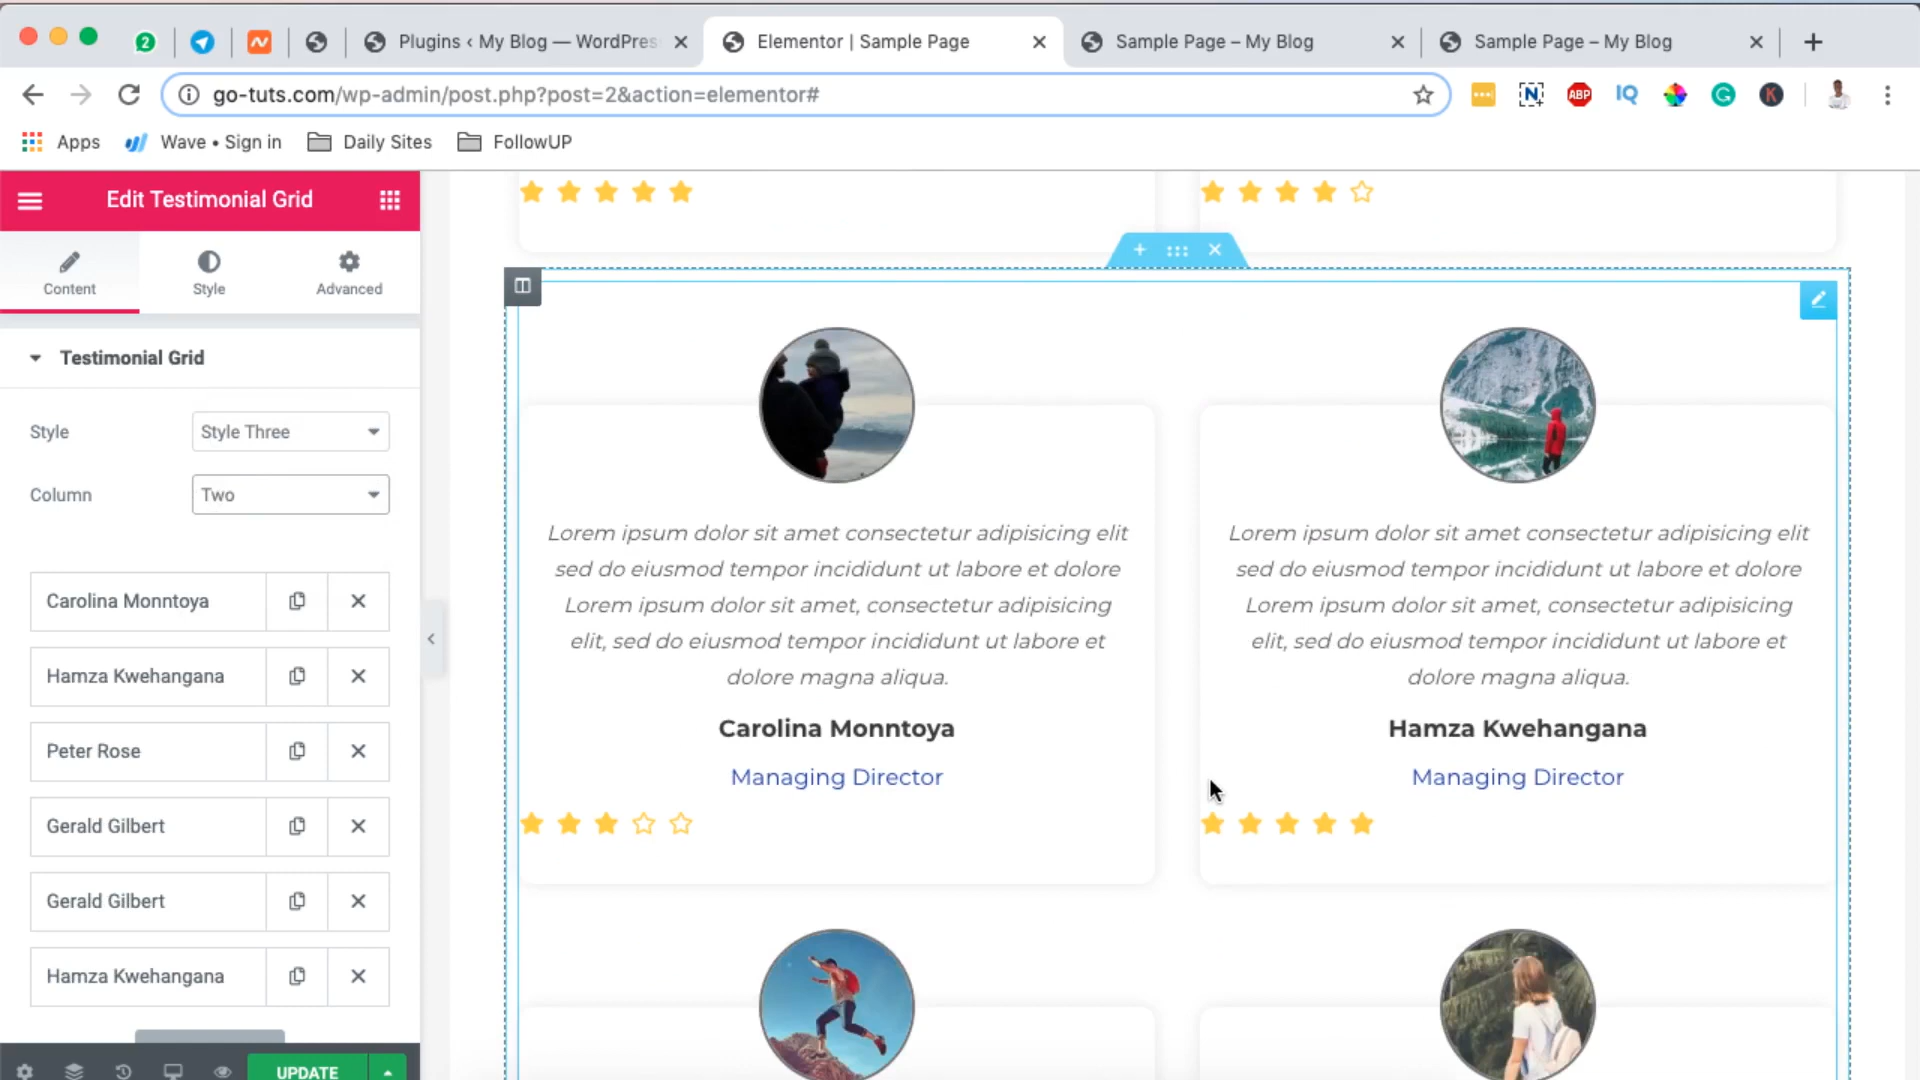 2
Plugins ‹ My Blog — WordPres
Elementor | Sample Page
Sample Page – My Blog
Sample Page – My Blog
go-tuts.com/wp-admin/post.php?post=2&action=elementor#
N
ABP
IQ
G
K
Apps
Wave • Sign in
Daily Sites
FollowUP
Edit Testimonial Grid
Content
Style
Advanced
Testimonial Grid
Style
Style Three
Column
Two
Carolina Monntoya
Hamza Kwehangana
Peter Rose
Gerald Gilbert
Gerald Gilbert
Hamza Kwehangana
UPDATE
Lorem ipsum dolor sit amet consectetur adipisicing elit
sed do eiusmod tempor incididunt ut labore et dolore
Lorem ipsum dolor sit amet, consectetur adipisicing
elit, sed do eiusmod tempor incididunt ut labore et
dolore magna aliqua.
Carolina Monntoya
Managing Director
Lorem ipsum dolor sit amet consectetur adipisicing elit
sed do eiusmod tempor incididunt ut labore et dolore
Lorem ipsum dolor sit amet, consectetur adipisicing
elit, sed do eiusmod tempor incididunt ut labore et
dolore magna aliqua.
Hamza Kwehangana
Managing Director